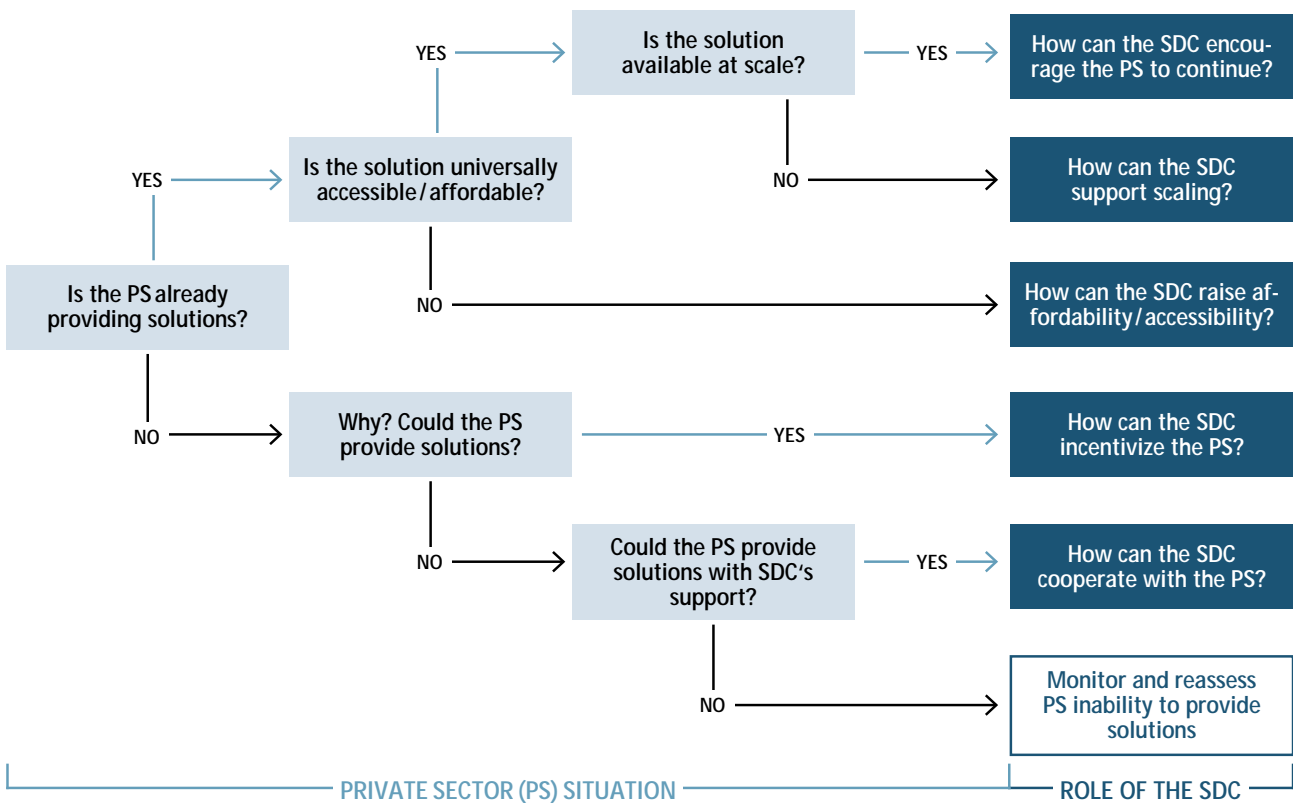 Is the solution
available at scale?
YES
YES
How can the SDC encou-
rage the PS to continue?
Is the solution universally
accessible/affordable?
YES
NO
How can the SDC
support scaling?
Is the PS already
providing solutions?
NO
How can the SDC raise af-
fordability/accessibility?
Why? Could the PS
provide solutions?
NO
YES
How can the SDC
incentivize the PS?
Could the PS provide
solutions with SDC‘s
support?
NO
YES
How can the SDC
cooperate with the PS?
NO
Monitor and reassess
PS inability to provide
solutions
PRIVATE SECTOR (PS) SITUATION
ROLE OF THE SDC